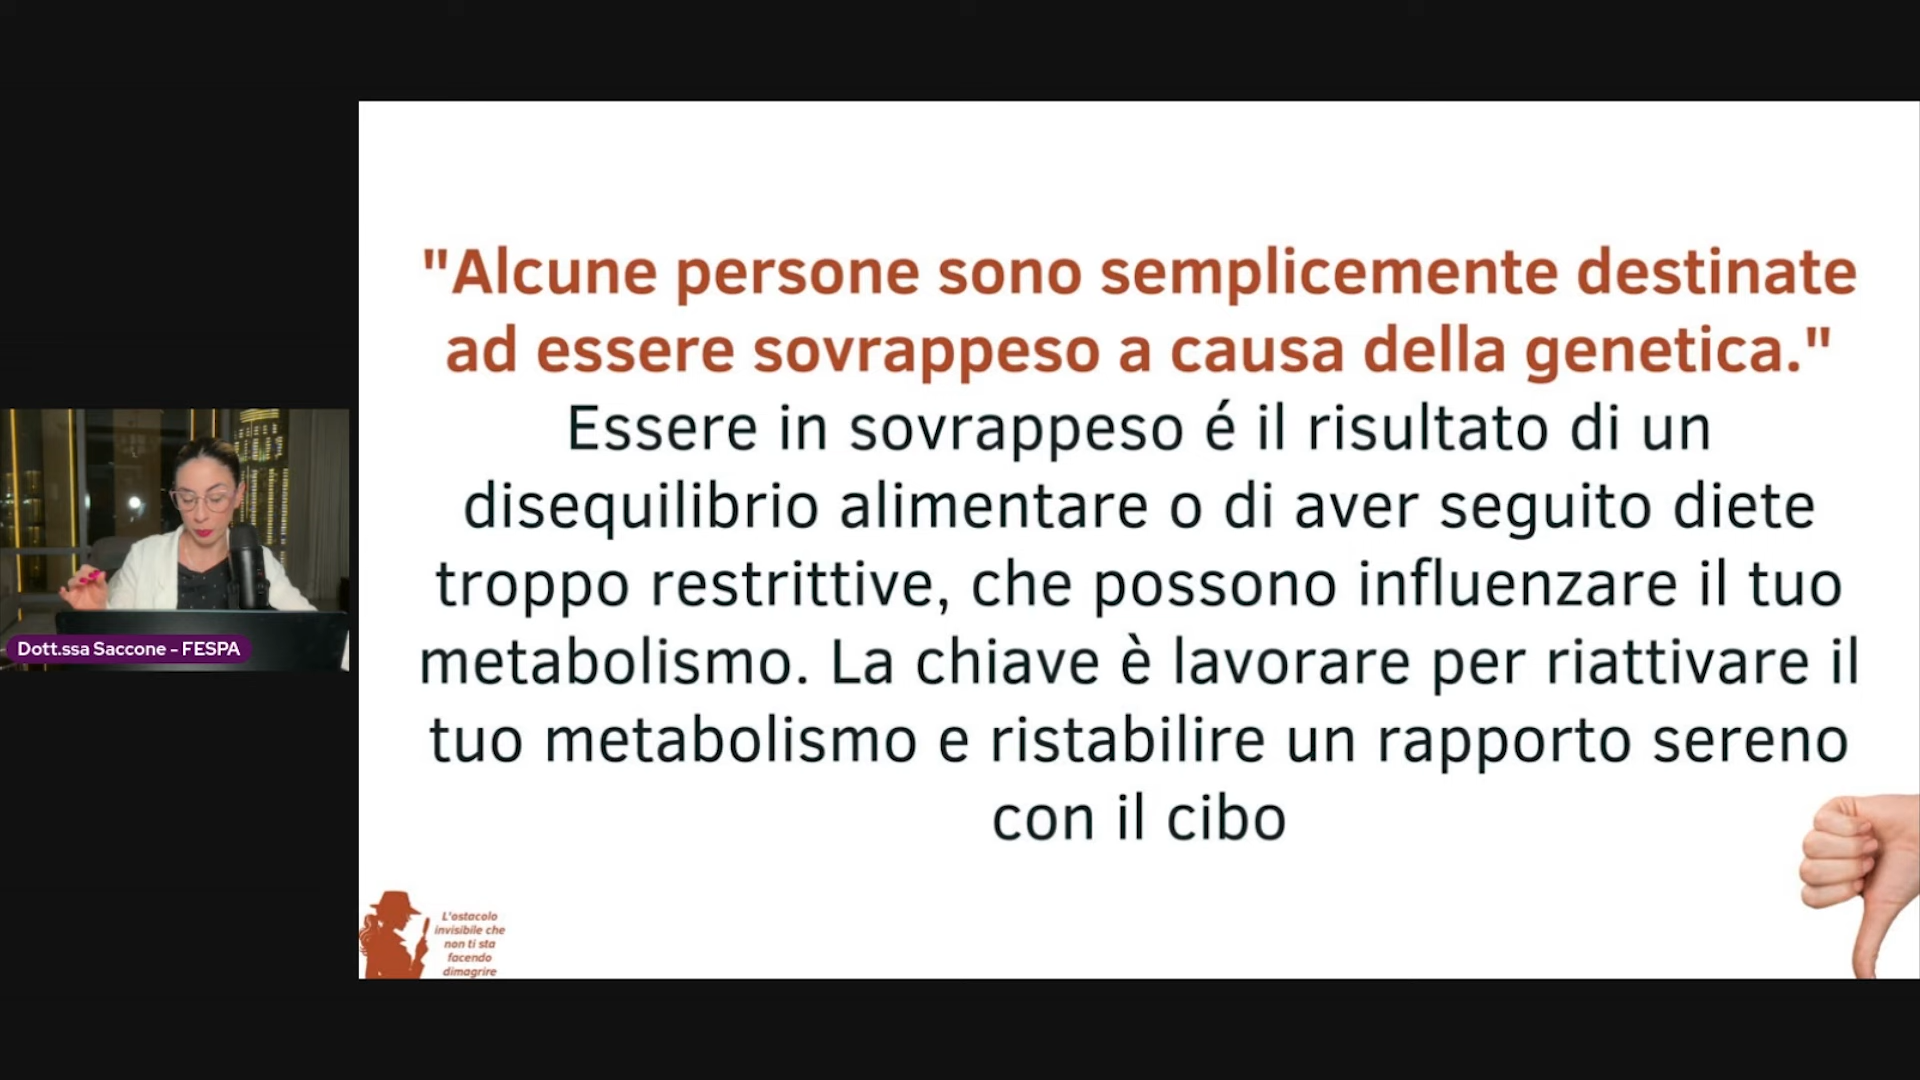 "Alcune persone sono semplicemente destinate
ad essere sovrappeso a causa della genetica."
Essere in sovrappeso é il risultato di un
disequilibrio alimentare o di aver seguito diete
troppo restrittive, che possono influenzare il tuo
metabolismo. La chiave è lavorare per riattivare il
tuo metabolismo e ristabilire un rapporto sereno
con il cibo
Dott.ssa Saccone - FESPA
L'ostacolo
invisibile che
non ti sta
facendo
dimagrire